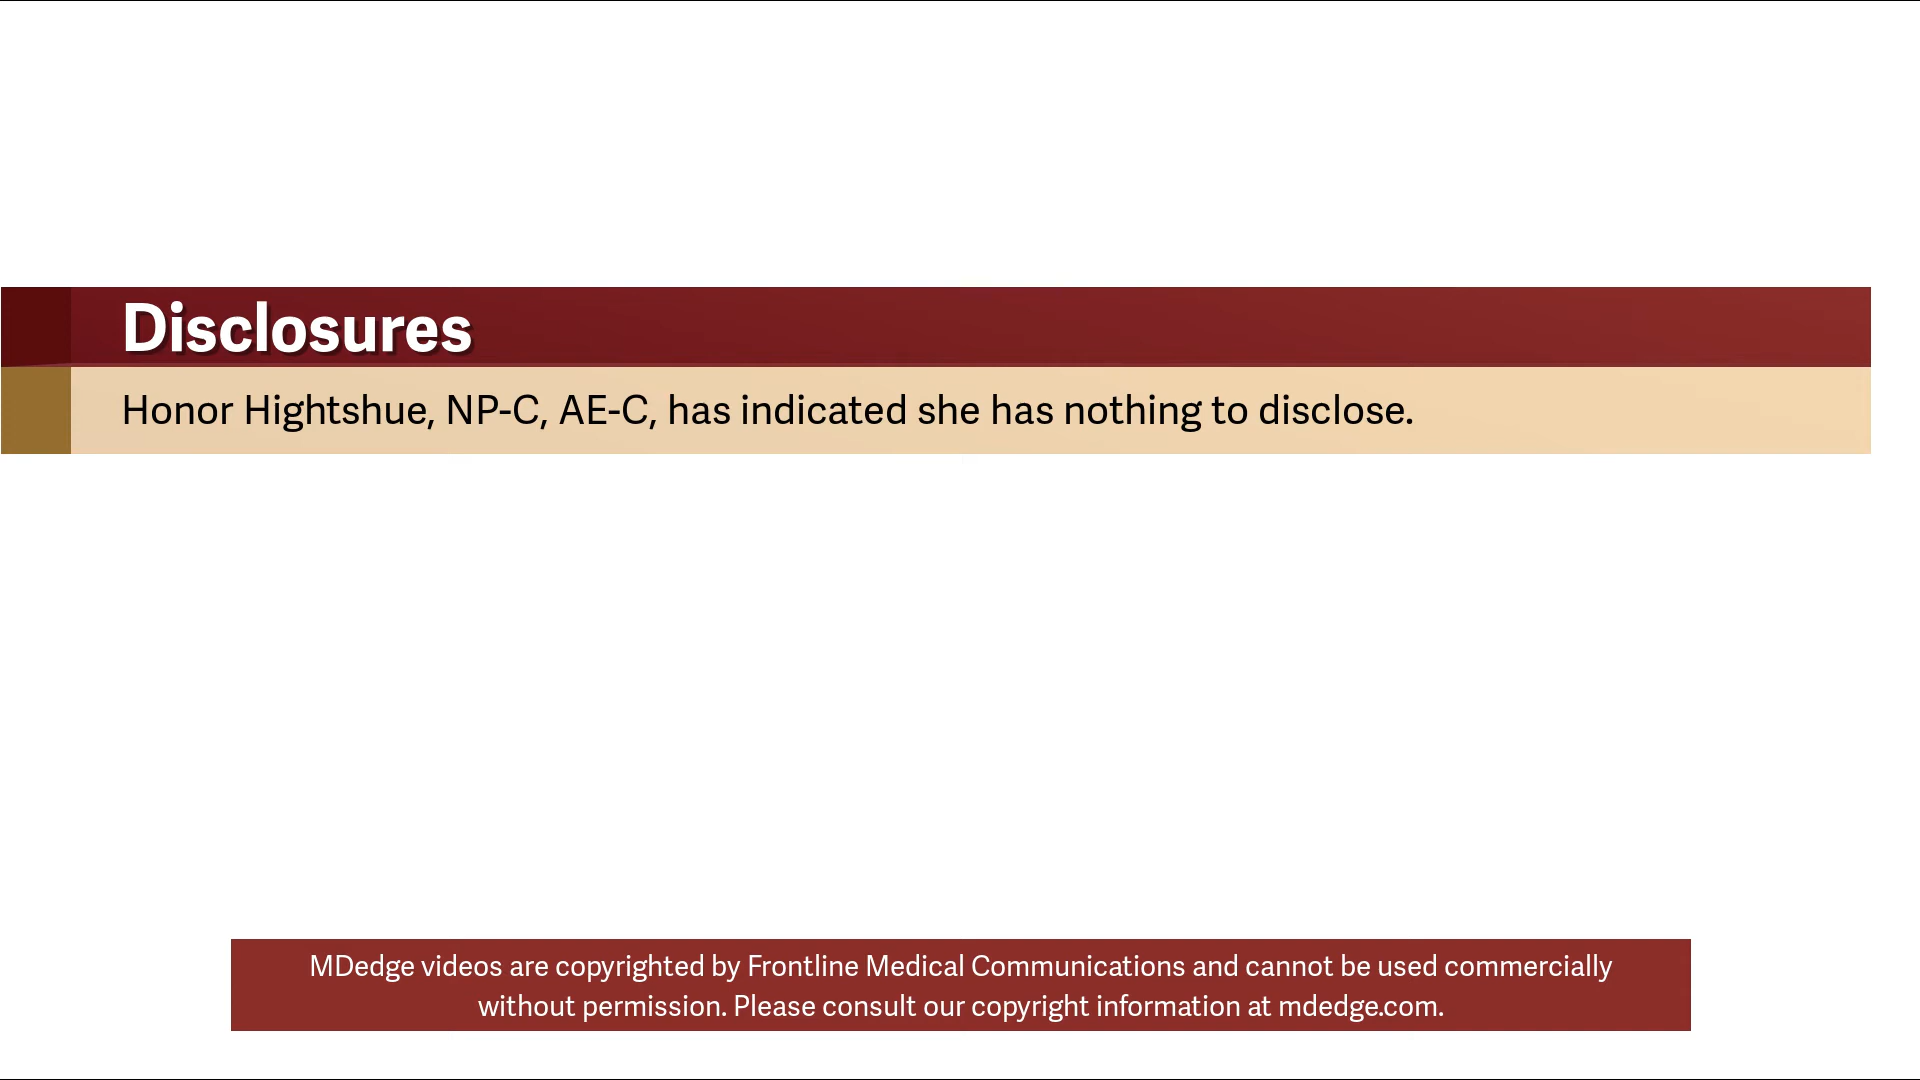 Disclosures
Honor Hightshue, NP-C, AE-C, has indicated she has nothing to disclose.
MDedge videos are copyrighted by Frontline Medical Communications and cannot be used commercially
without permission. Please consult our copyright information at mdedge.com.